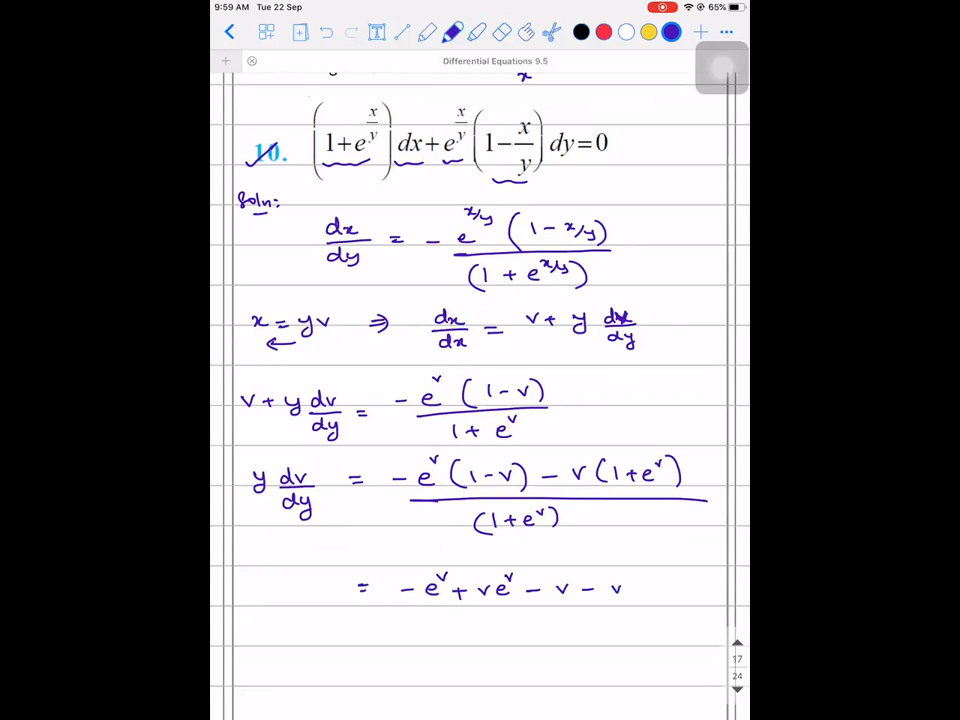 9:59 AM Tue 22 Sep 65%
Differential Equations 9.5
x
10. (1+e^(x/y)) dx + e^(x/y) (1 − x/y) dy = 0
Soln:
dx/dy = − e^(x/y) (1 − x/y) / (1 + e^(x/y))
x = yv ⇒ dx/dx = v + y dv/dy
v + y dv/dy = − e^v (1 − v) / 1 + e^v
y dv/dy = − e^v (1 − v) − v (1 + e^v) / (1 + e^v)
= − e^v + v e^v − v − v
17
24